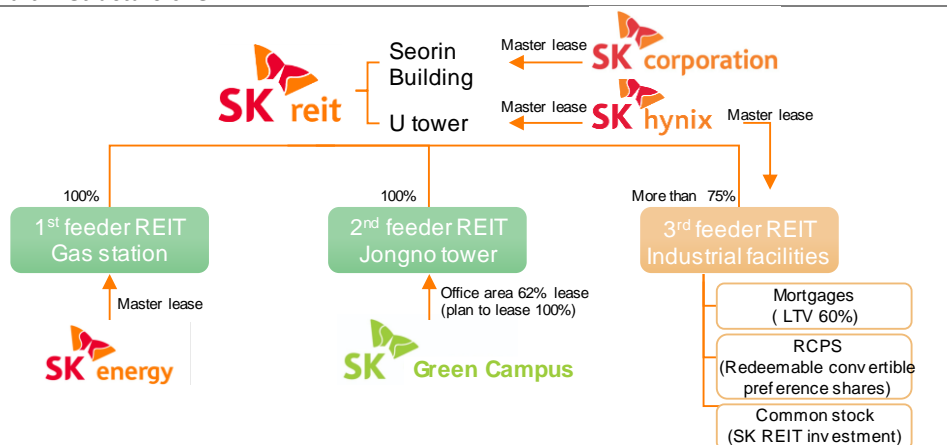 SK reit
Seorin
Building
Master lease
SK corporation
U tower
Master lease
SK hynix
Master lease
100%
100%
More than 75%
1st feeder REIT
Gas station
2nd feeder REIT
Jongno tower
3rd feeder REIT
Industrial facilities
Master lease
SK energy
Office area 62% lease
(plan to lease 100%)
SK Green Campus
Mortgages
( LTV 60%)
RCPS
(Redeemable convertible
preference shares)
Common stock
(SK REIT investment)